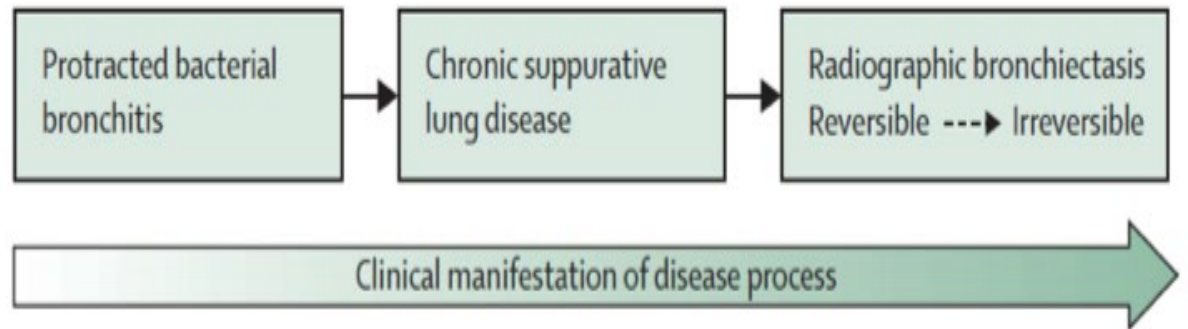 Protracted bacterial
bronchitis
Chronic suppurative
lung disease
Radiographic bronchiectasis
Reversible ---▶ Irreversible
Clinical manifestation of disease process